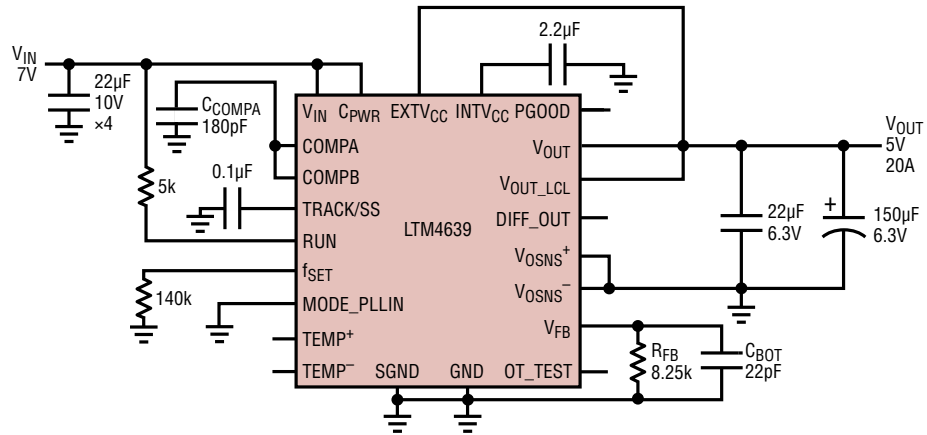 V_IN
7V
22µF
10V
×4
C_COMPA
180pF
5k
0.1µF
140k
2.2µF
V_IN C_PWR EXTV_CC INTV_CC PGOOD
COMPA
COMPB
TRACK/SS
RUN
f_SET
MODE_PLLIN
TEMP⁺
TEMP⁻
SGND
GND
LTM4639
V_OUT
V_OUT_LCL
DIFF_OUT
V_OSNS⁺
V_OSNS⁻
V_FB
OT_TEST
V_OUT
5V
20A
22µF
6.3V
+
150µF
6.3V
R_FB
8.25k
C_BOT
22pF